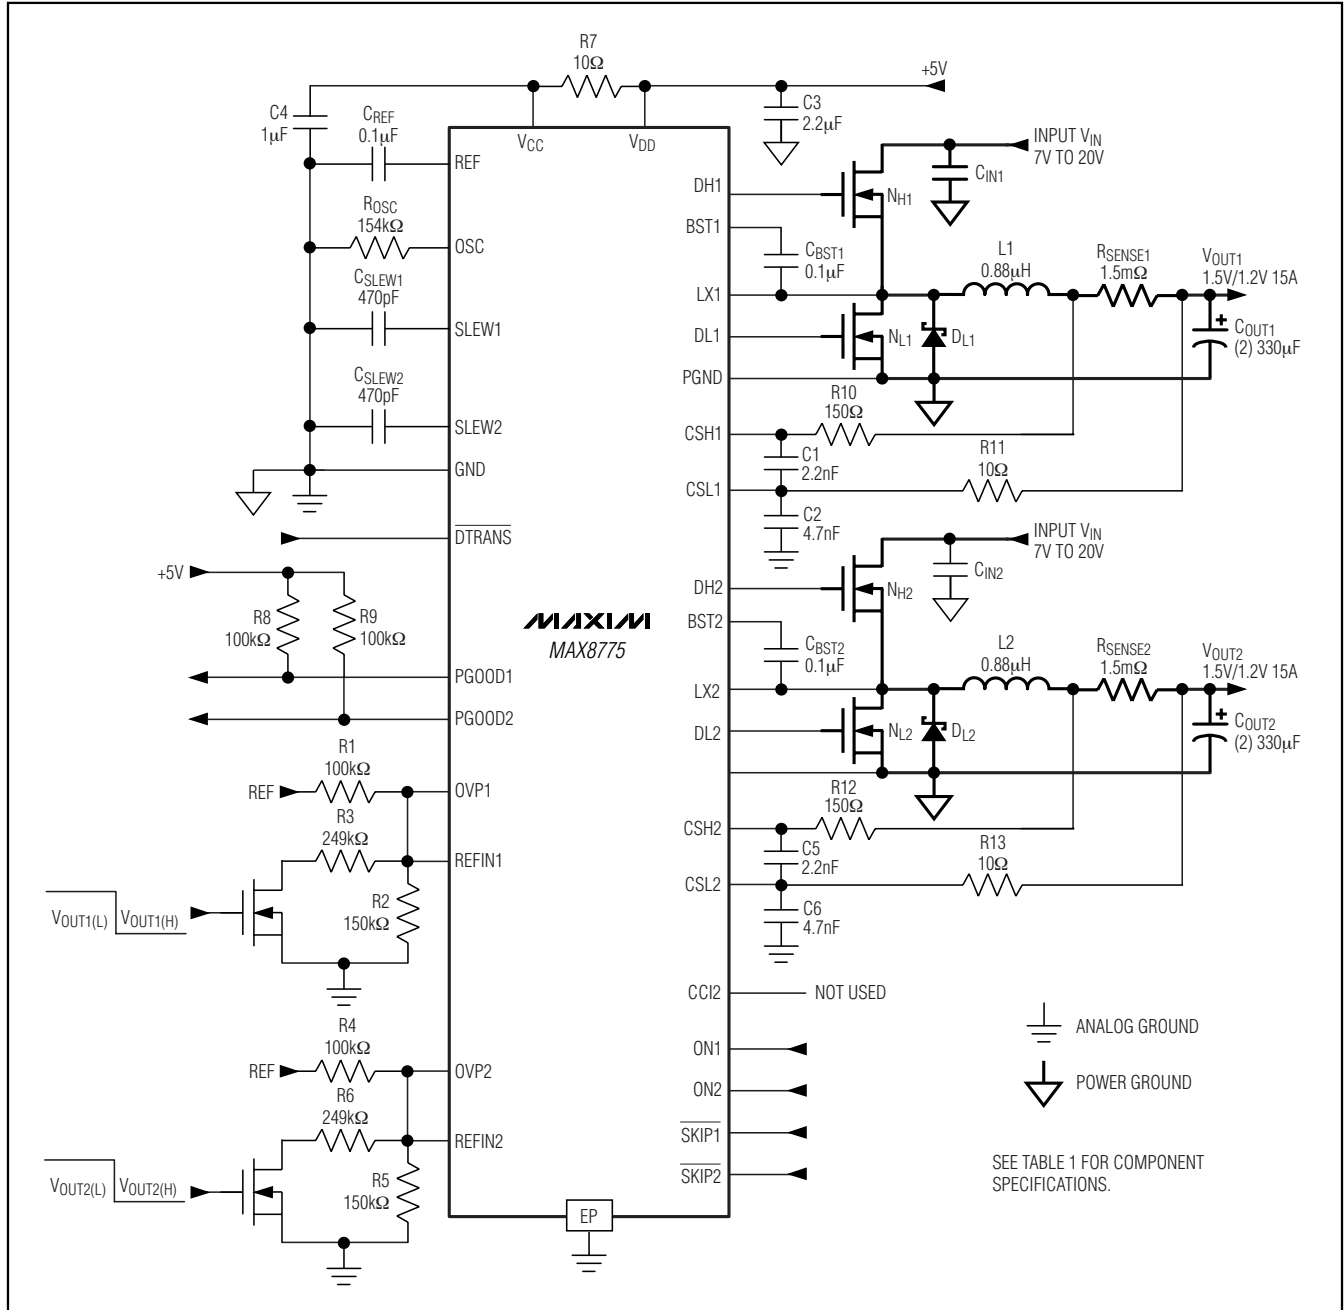 R7
10Ω
+5V
C4
1µF
CREF
0.1µF
C3
2.2µF
VCC
VDD
INPUT VIN
7V TO 20V
REF
DH1
NH1
CIN1
ROSC
154kΩ
BST1
OSC
CBST1
0.1µF
L1
0.88µH
RSENSE1
1.5mΩ
VOUT1
1.5V/1.2V 15A
CSLEW1
470pF
LX1
SLEW1
DL1
NL1
DL1
COUT1
(2) 330µF
CSLEW2
470pF
PGND
R10
150Ω
SLEW2
CSH1
C1
2.2nF
R11
10Ω
GND
CSL1
C2
4.7nF
DTRANS
INPUT VIN
7V TO 20V
+5V
DH2
NH2
CIN2
R8
100kΩ
R9
100kΩ
MAXIM
MAX8775
BST2
CBST2
0.1µF
L2
0.88µH
RSENSE2
1.5mΩ
VOUT2
1.5V/1.2V 15A
PGOOD1
LX2
PGOOD2
DL2
NL2
DL2
COUT2
(2) 330µF
R1
100kΩ
REF
OVP1
R12
150Ω
R3
249kΩ
CSH2
C5
2.2nF
R13
10Ω
REFIN1
CSL2
VOUT1(L)
VOUT1(H)
R2
150kΩ
C6
4.7nF
CCI2
NOT USED
R4
100kΩ
ANALOG GROUND
ON1
REF
OVP2
ON2
POWER GROUND
R6
249kΩ
REFIN2
SKIP1
VOUT2(L)
VOUT2(H)
R5
150kΩ
SKIP2
SEE TABLE 1 FOR COMPONENT
SPECIFICATIONS.
EP